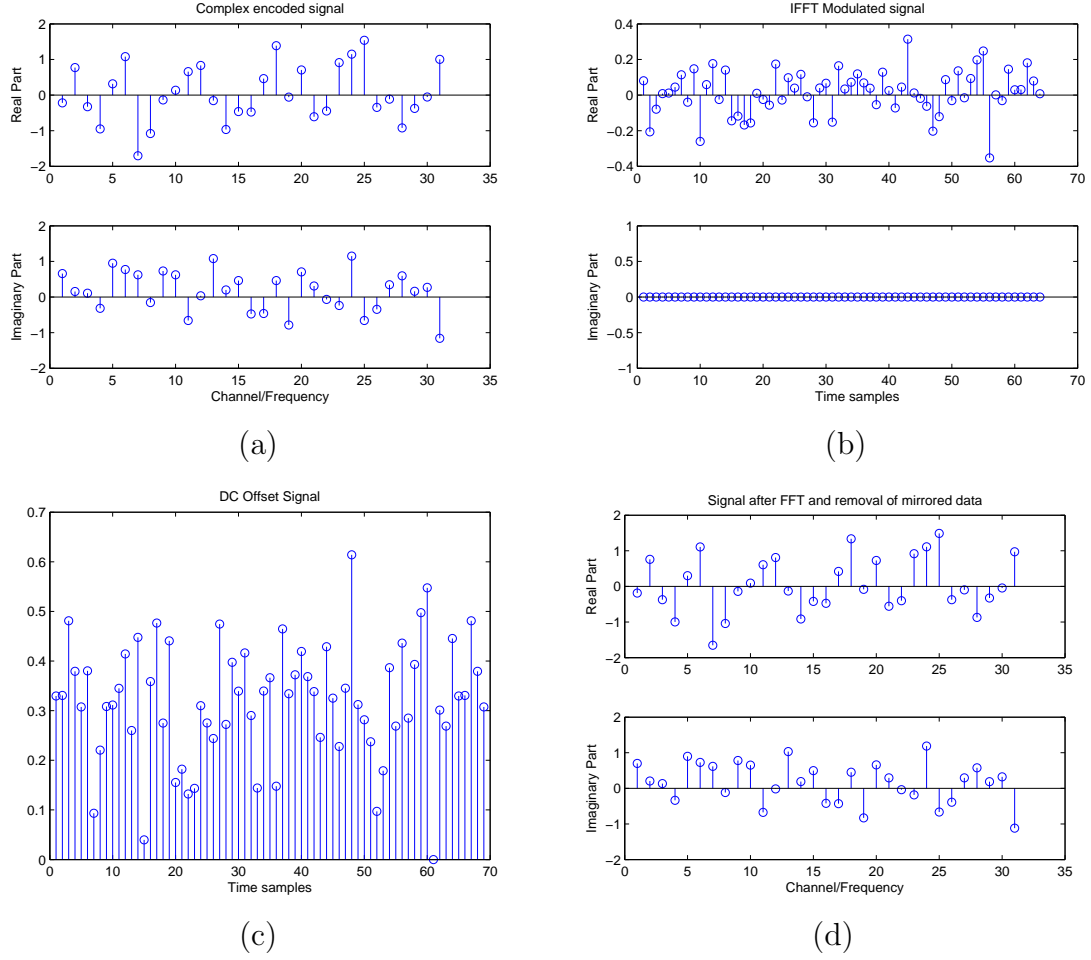 Complex encoded signal
2
1
0
−1
−2
Real Part
0 5 10 15 20 25 30 35
2
1
0
−1
−2
Imaginary Part
0 5 10 15 20 25 30 35
Channel/Frequency
(a)
IFFT Modulated signal
0.4
0.2
0
−0.2
−0.4
Real Part
0 10 20 30 40 50 60 70
1
0.5
0
−0.5
−1
Imaginary Part
0 10 20 30 40 50 60 70
Time samples
(b)
DC Offset Signal
0.7
0.6
0.5
0.4
0.3
0.2
0.1
0
0 10 20 30 40 50 60 70
Time samples
(c)
Signal after FFT and removal of mirrored data
2
1
0
−1
−2
Real Part
0 5 10 15 20 25 30 35
2
1
0
−1
−2
Imaginary Part
0 5 10 15 20 25 30 35
Channel/Frequency
(d)